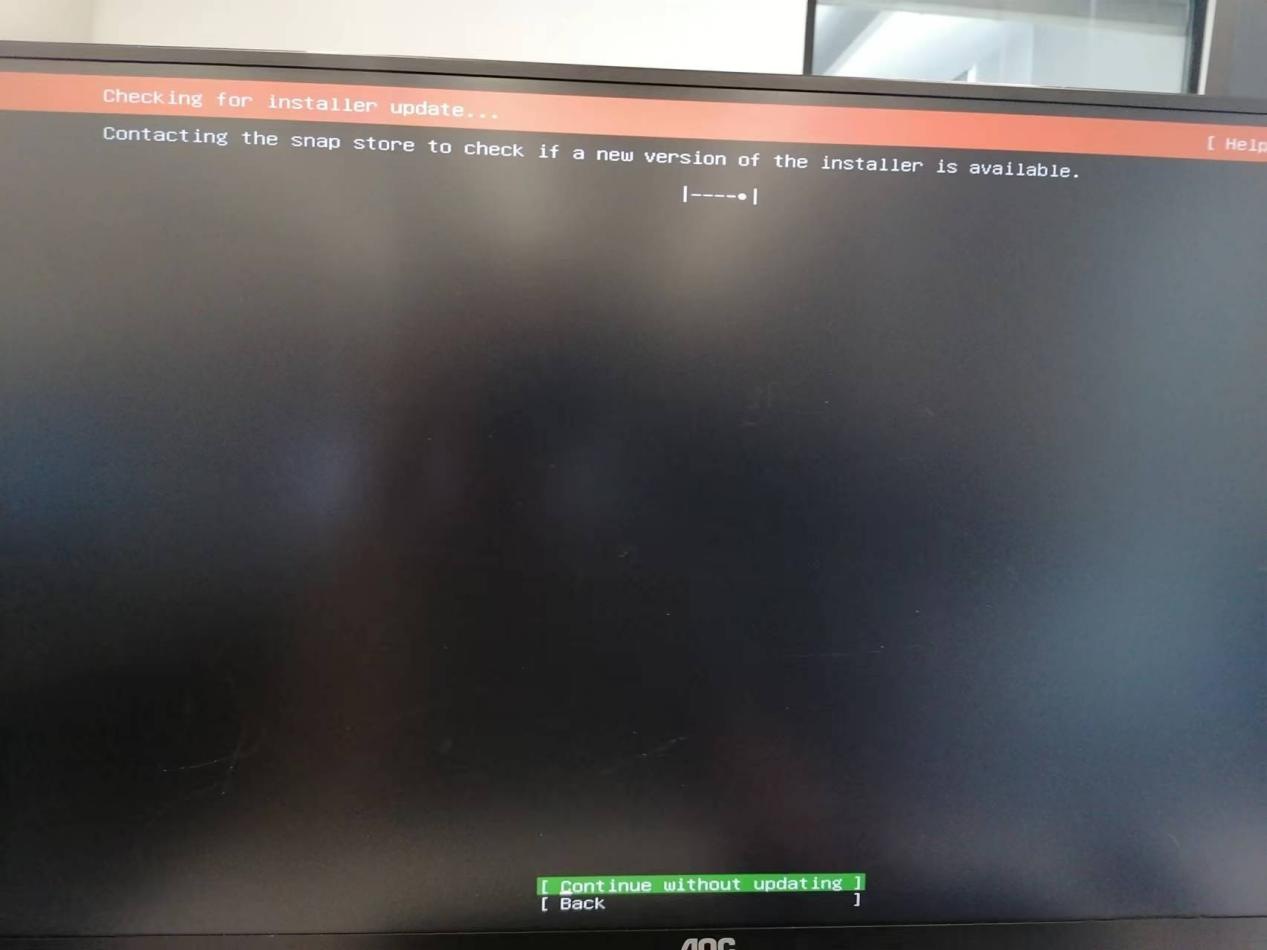 Checking for installer update...
[ Help
Contacting the snap store to check if a new version of the installer is available.
|----•|
[ Continue without updating ]
[ Back ]
AOC